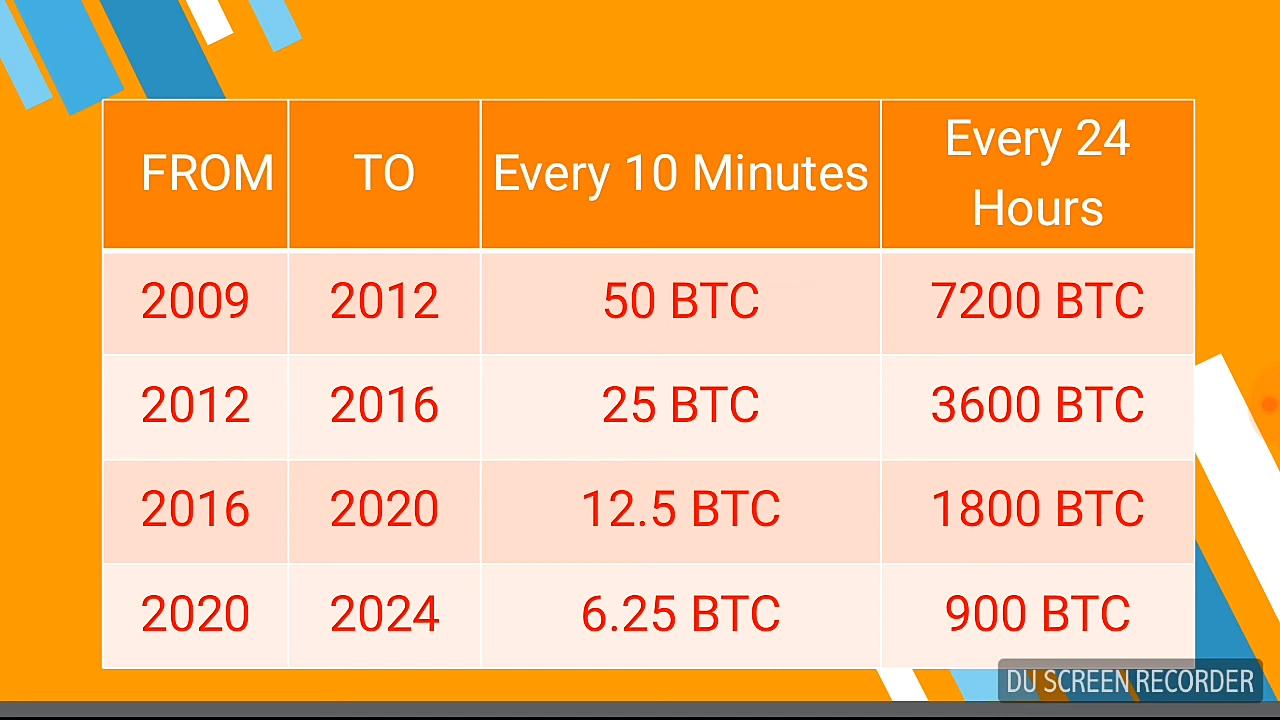 FROM TO Every 10 Minutes Every 24 Hours
2009 2012 50 BTC 7200 BTC
2012 2016 25 BTC 3600 BTC
2016 2020 12.5 BTC 1800 BTC
2020 2024 6.25 BTC 900 BTC
DU SCREEN RECORDER